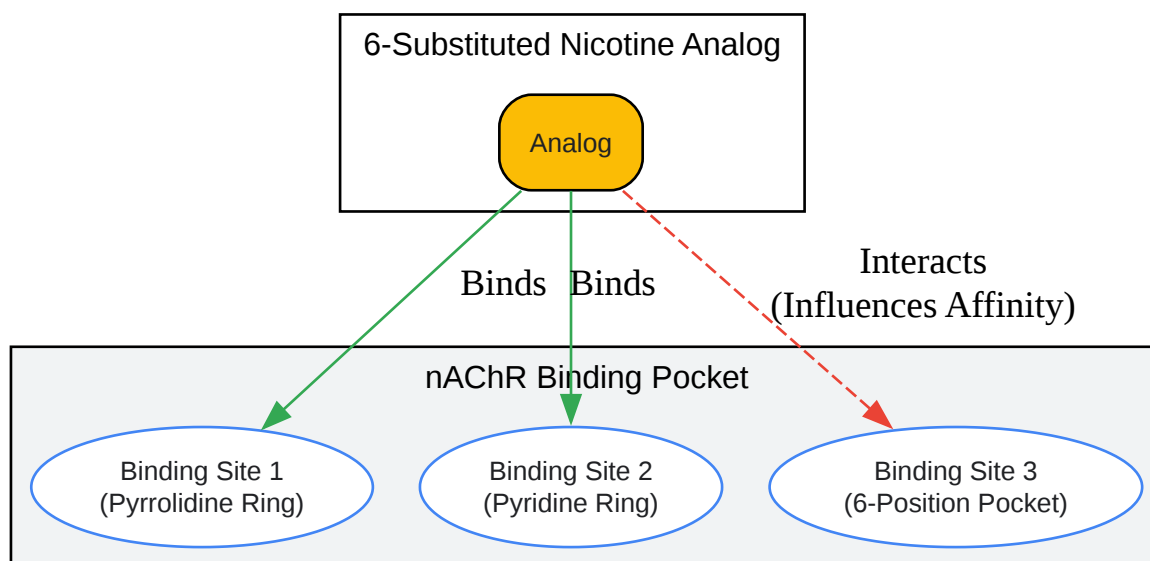 6-Substituted Nicotine Analog
Analog
Binds
Binds
Interacts
(Influences Affinity)
nAChR Binding Pocket
Binding Site 1
(Pyrrolidine Ring)
Binding Site 2
(Pyridine Ring)
Binding Site 3
(6-Position Pocket)